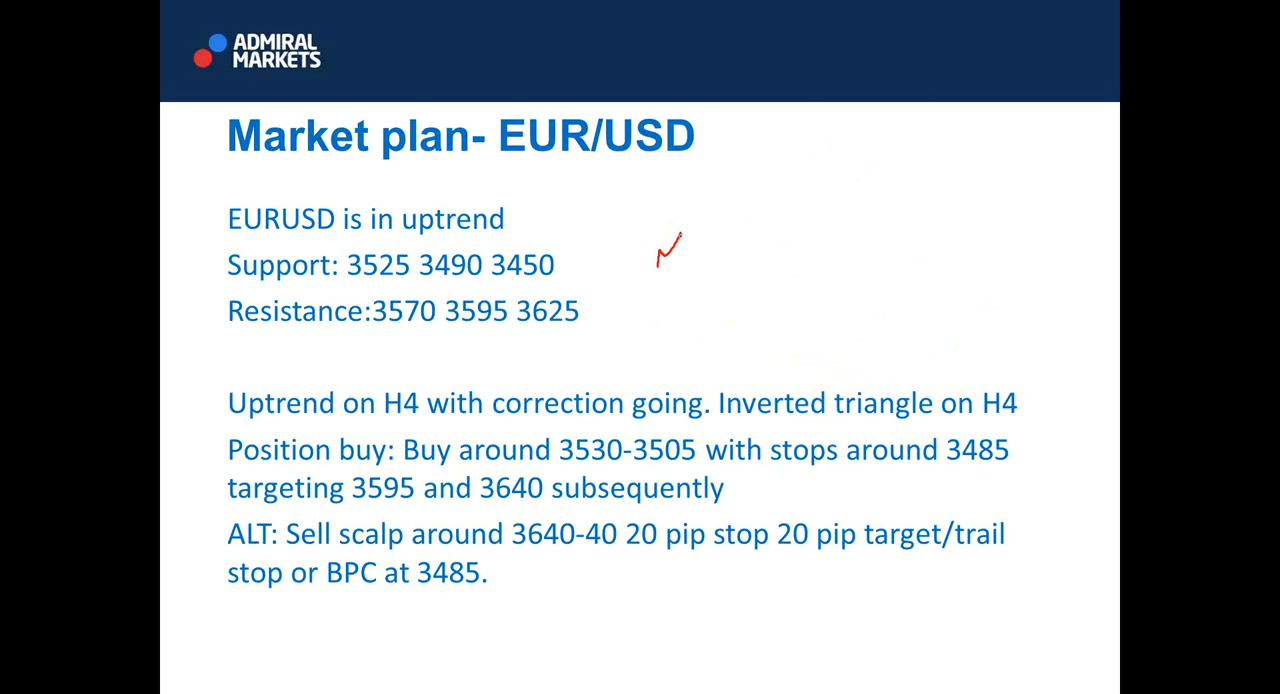 ADMIRAL
MARKETS
Market plan- EUR/USD
EURUSD is in uptrend
Support: 3525 3490 3450
Resistance:3570 3595 3625
Uptrend on H4 with correction going. Inverted triangle on H4
Position buy: Buy around 3530-3505 with stops around 3485
targeting 3595 and 3640 subsequently
ALT: Sell scalp around 3640-40 20 pip stop 20 pip target/trail
stop or BPC at 3485.